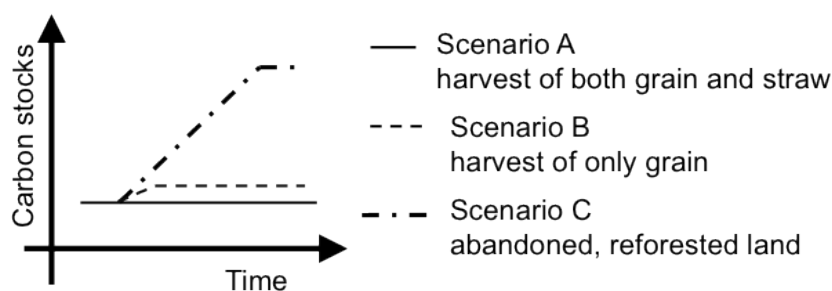 Carbon stocks
Time
Scenario A
harvest of both grain and straw
Scenario B
harvest of only grain
Scenario C
abandoned, reforested land